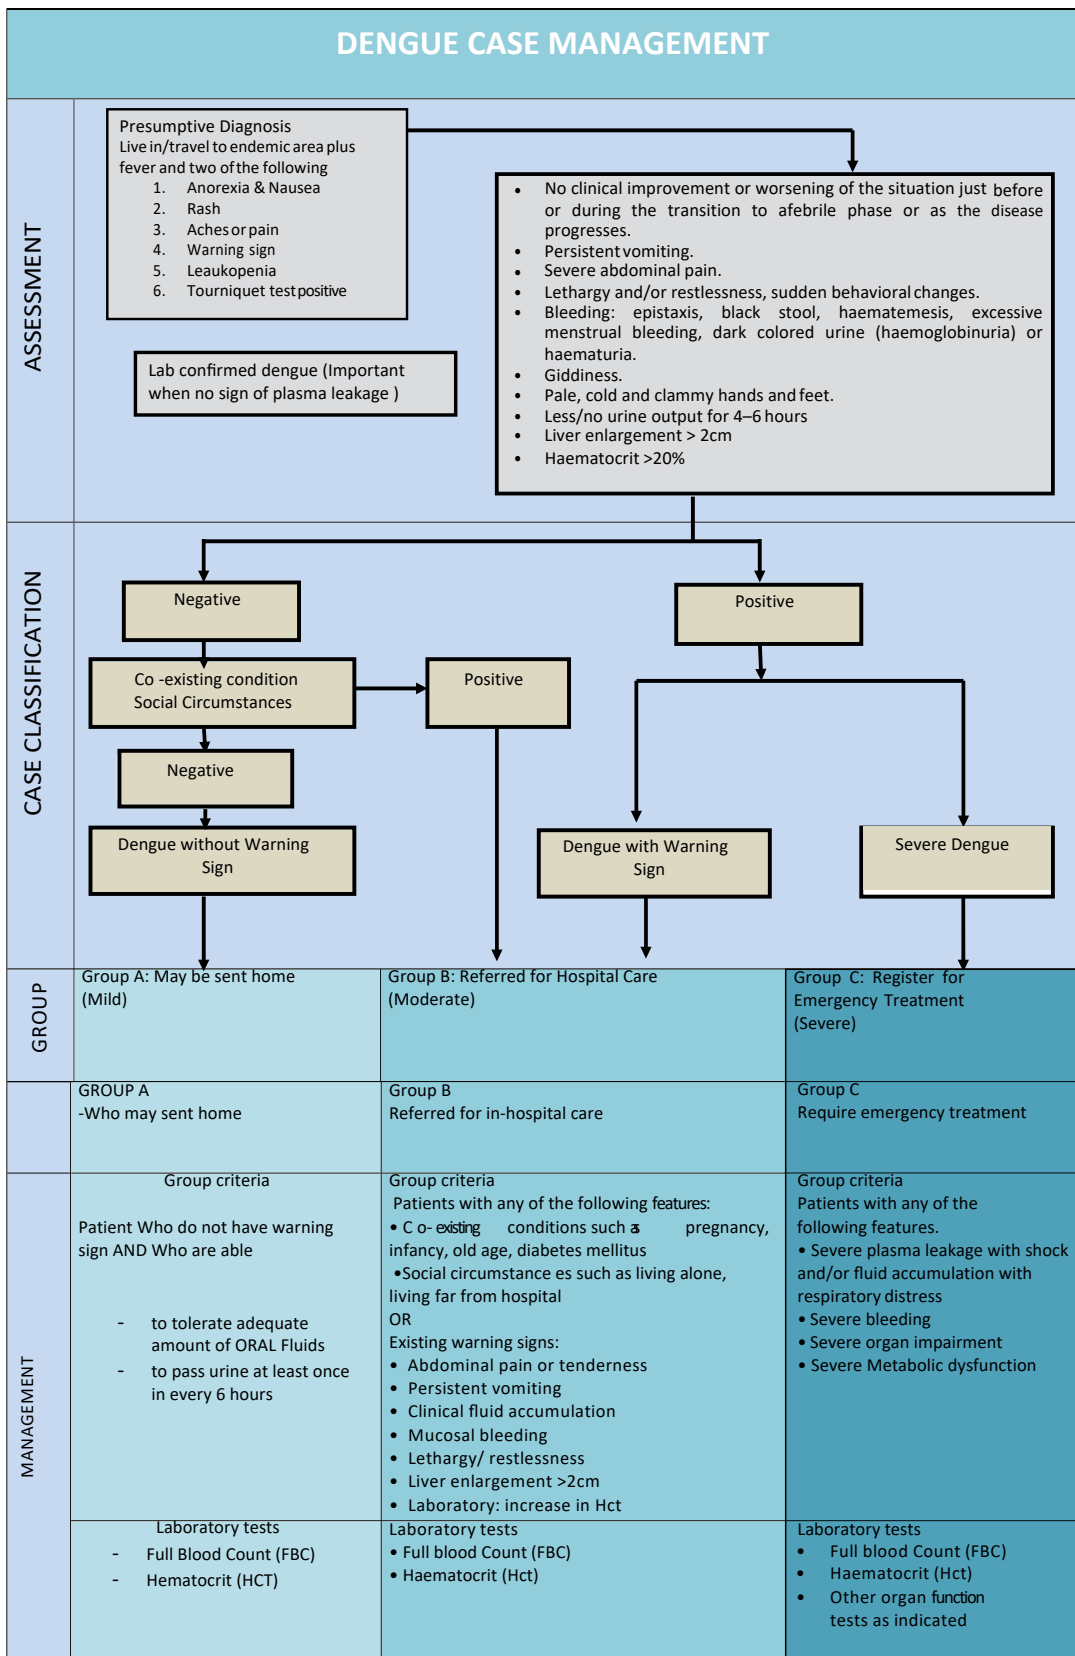 DENGUE CASE MANAGEMENT
ASSESSMENT
Presumptive Diagnosis
Live in/travel to endemic area plus
fever and two of the following
1. Anorexia & Nausea
2. Rash
3. Aches or pain
4. Warning sign
5. Leaukopenia
6. Tourniquet test positive
Lab confirmed dengue (Important
when no sign of plasma leakage )
• No clinical improvement or worsening of the situation just before
or during the transition to afebrile phase or as the disease
progresses.
• Persistent vomiting.
• Severe abdominal pain.
• Lethargy and/or restlessness, sudden behavioral changes.
• Bleeding: epistaxis, black stool, haematemesis, excessive
menstrual bleeding, dark colored urine (haemoglobinuria) or
haematuria.
• Giddiness.
• Pale, cold and clammy hands and feet.
• Less/no urine output for 4–6 hours
• Liver enlargement > 2cm
• Haematocrit >20%
CASE CLASSIFICATION
Negative
Positive
Co -existing condition
Social Circumstances
Positive
Negative
Dengue without Warning
Sign
Dengue with Warning
Sign
Severe Dengue
GROUP
Group A: May be sent home
(Mild)
Group B: Referred for Hospital Care
(Moderate)
Group C: Register for
Emergency Treatment
(Severe)
GROUP A
-Who may sent home
Group B
Referred for in-hospital care
Group C
Require emergency treatment
MANAGEMENT
Group criteria
Patient Who do not have warning
sign AND Who are able
- to tolerate adequate
amount of ORAL Fluids
- to pass urine at least once
in every 6 hours
Group criteria
Patients with any of the following features:
• C o- existing conditions such as pregnancy,
infancy, old age, diabetes mellitus
•Social circumstance es such as living alone,
living far from hospital
OR
Existing warning signs:
• Abdominal pain or tenderness
• Persistent vomiting
• Clinical fluid accumulation
• Mucosal bleeding
• Lethargy/ restlessness
• Liver enlargement >2cm
• Laboratory: increase in Hct
Group criteria
Patients with any of the
following features.
• Severe plasma leakage with shock
and/or fluid accumulation with
respiratory distress
• Severe bleeding
• Severe organ impairment
• Severe Metabolic dysfunction
Laboratory tests
- Full Blood Count (FBC)
- Hematocrit (HCT)
Laboratory tests
• Full blood Count (FBC)
• Haematocrit (Hct)
Laboratory tests
• Full blood Count (FBC)
• Haematocrit (Hct)
• Other organ function
tests as indicated